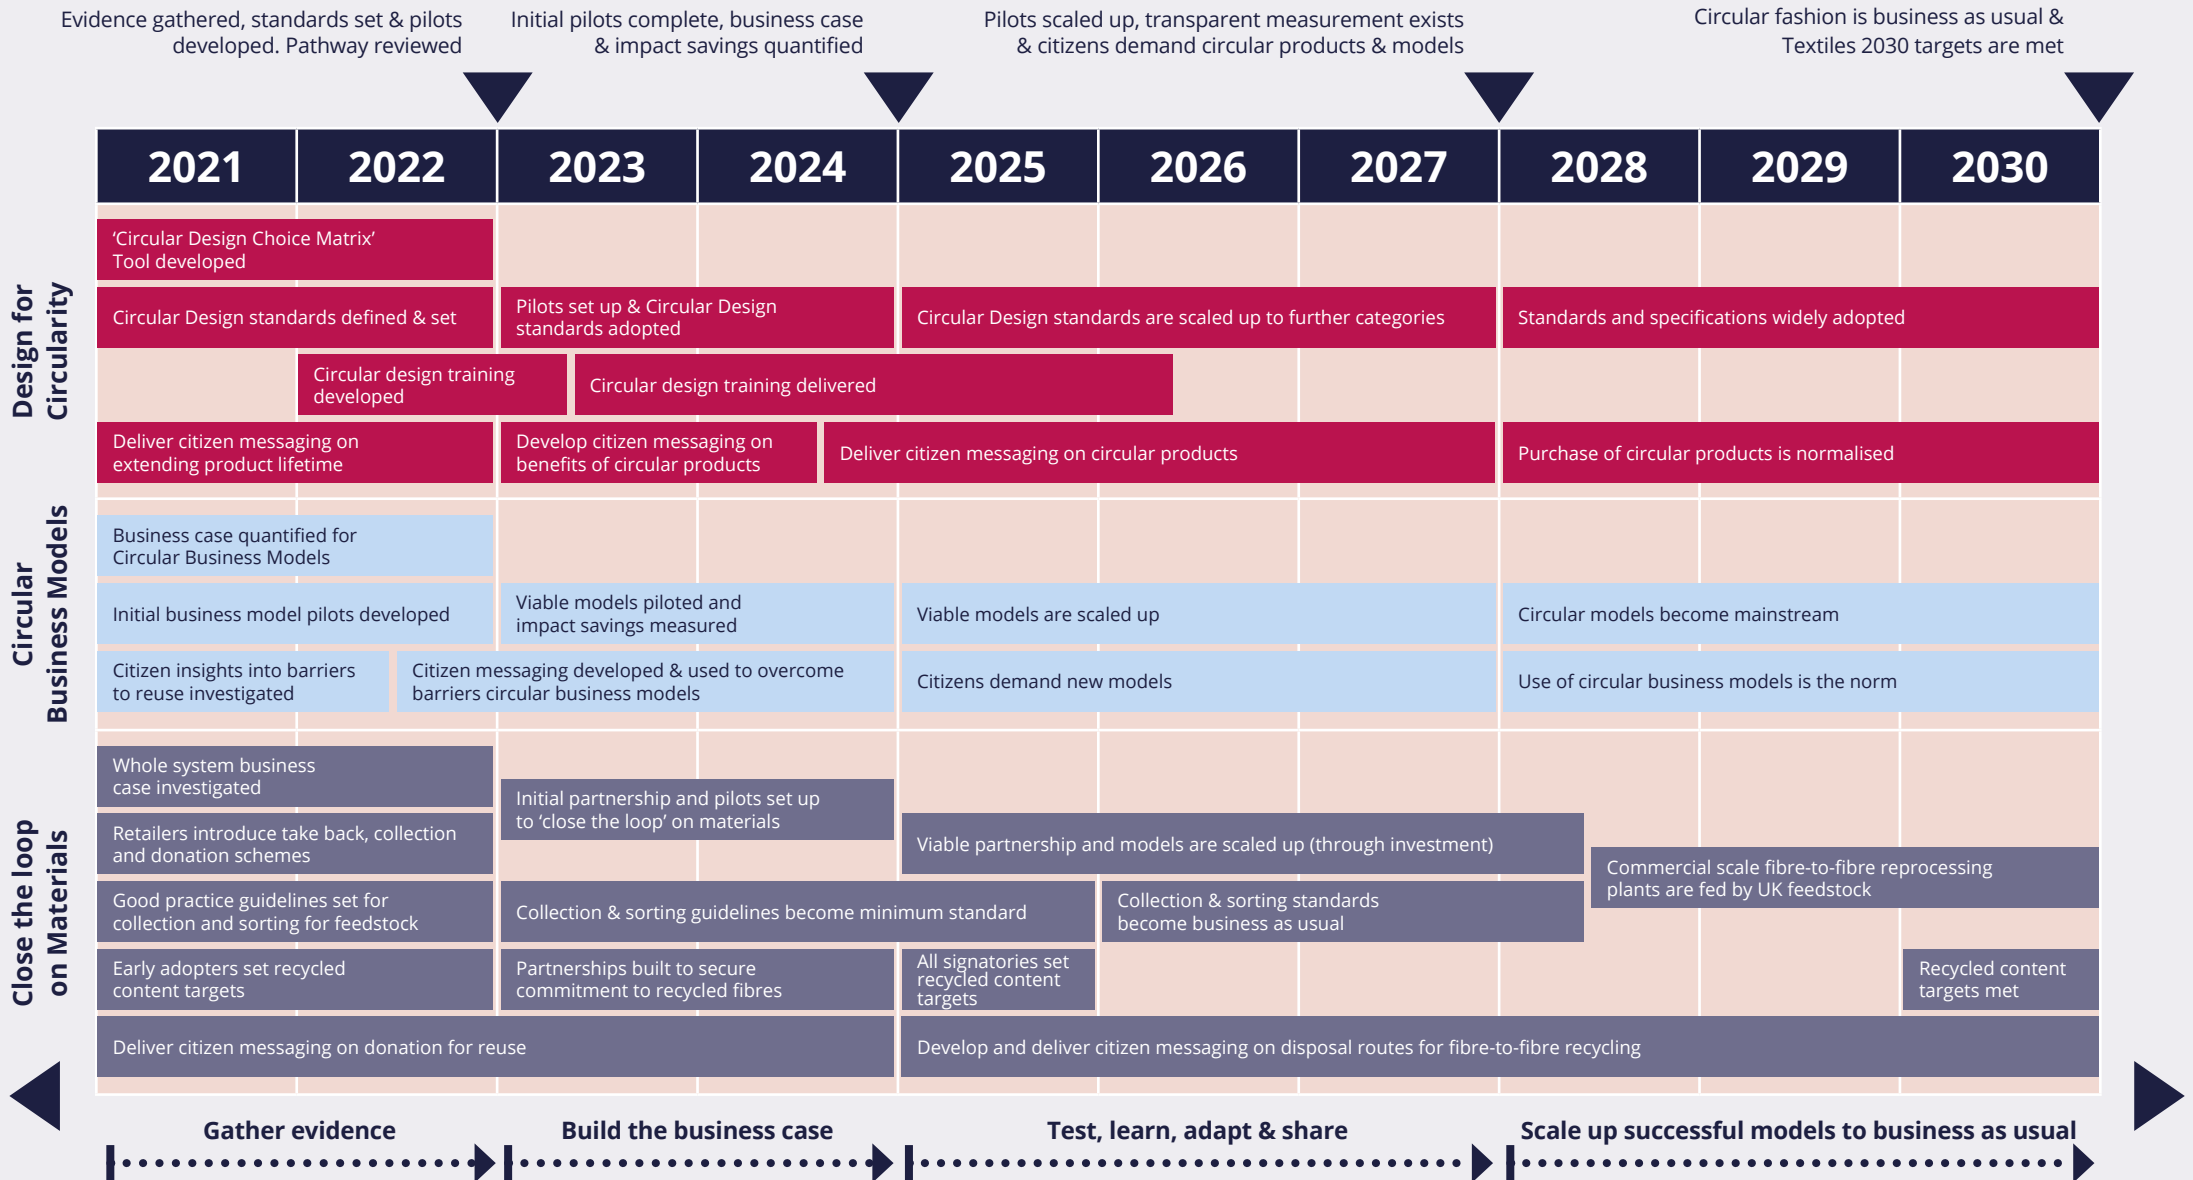 Evidence gathered, standards set & pilots
developed. Pathway reviewed
Initial pilots complete, business case
& impact savings quantified
Pilots scaled up, transparent measurement exists
& citizens demand circular products & models
Circular fashion is business as usual &
Textiles 2030 targets are met
2021
2022
2023
2024
2025
2026
2027
2028
2029
2030
Design for
Circularity
‘Circular Design Choice Matrix’
Tool developed
Circular Design standards defined & set
Pilots set up & Circular Design
standards adopted
Circular Design standards are scaled up to further categories
Standards and specifications widely adopted
Circular design training
developed
Circular design training delivered
Deliver citizen messaging on
extending product lifetime
Develop citizen messaging on
benefits of circular products
Deliver citizen messaging on circular products
Purchase of circular products is normalised
Circular
Business Models
Business case quantified for
Circular Business Models
Initial business model pilots developed
Viable models piloted and
impact savings measured
Viable models are scaled up
Circular models become mainstream
Citizen insights into barriers
to reuse investigated
Citizen messaging developed & used to overcome
barriers circular business models
Citizens demand new models
Use of circular business models is the norm
Close the loop
on Materials
Whole system business
case investigated
Initial partnership and pilots set up
to ‘close the loop’ on materials
Retailers introduce take back, collection
and donation schemes
Viable partnership and models are scaled up (through investment)
Commercial scale fibre-to-fibre reprocessing
plants are fed by UK feedstock
Good practice guidelines set for
collection and sorting for feedstock
Collection & sorting guidelines become minimum standard
Collection & sorting standards
become business as usual
Early adopters set recycled
content targets
Partnerships built to secure
commitment to recycled fibres
All signatories set
recycled content
targets
Recycled content
targets met
Deliver citizen messaging on donation for reuse
Develop and deliver citizen messaging on disposal routes for fibre-to-fibre recycling
Gather evidence
Build the business case
Test, learn, adapt & share
Scale up successful models to business as usual